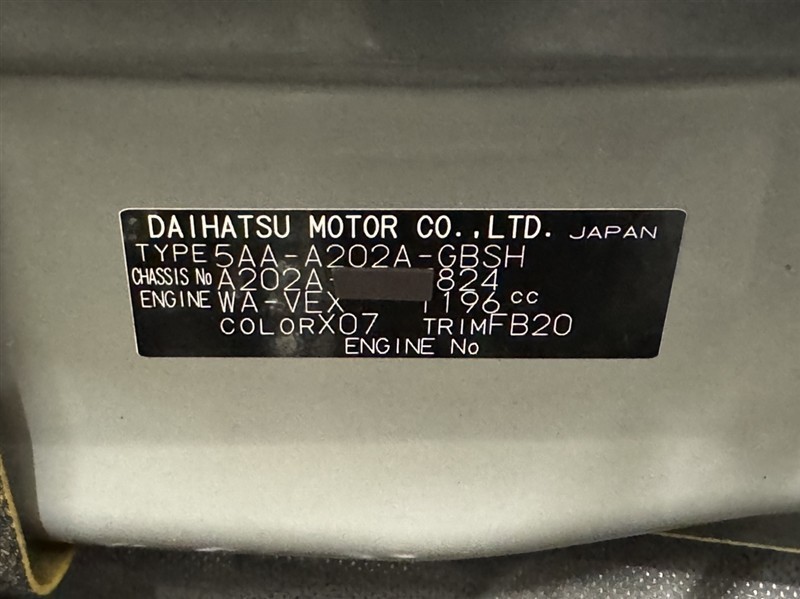 DAIHATSU MOTOR CO.,LTD. JAPAN
TYPE 5AA-A202A-GBSH
CHASSIS No A202A- 824
ENGINE WA-VEX 1196 cc
COLOR X07 TRIM FB20
ENGINE No